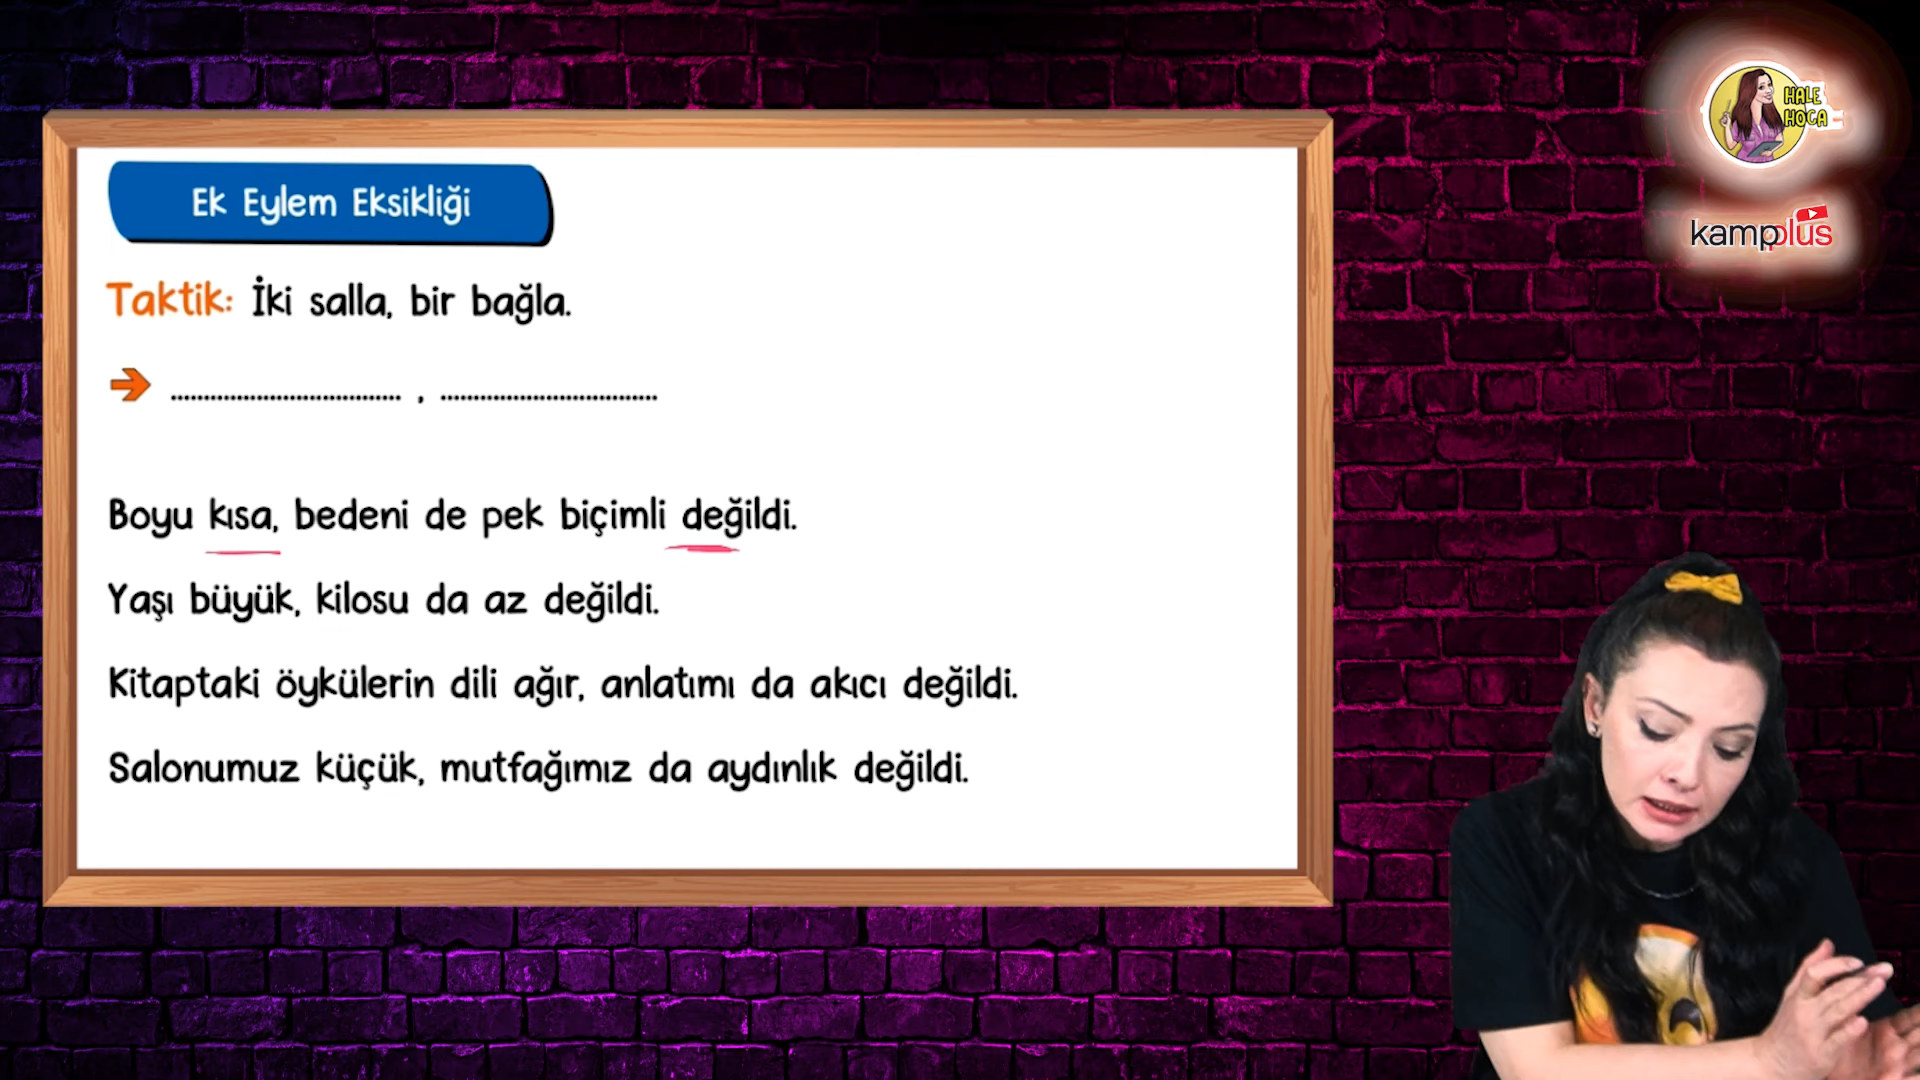 HALE
HOCA
kampplus
Ek Eylem Eksikliği
Taktik: İki salla, bir bağla.
➔ .................................. , ................................
Boyu kısa, bedeni de pek biçimli değildi.
Yaşı büyük, kilosu da az değildi.
Kitaptaki öykülerin dili ağır, anlatımı da akıcı değildi.
Salonumuz küçük, mutfağımız da aydınlık değildi.